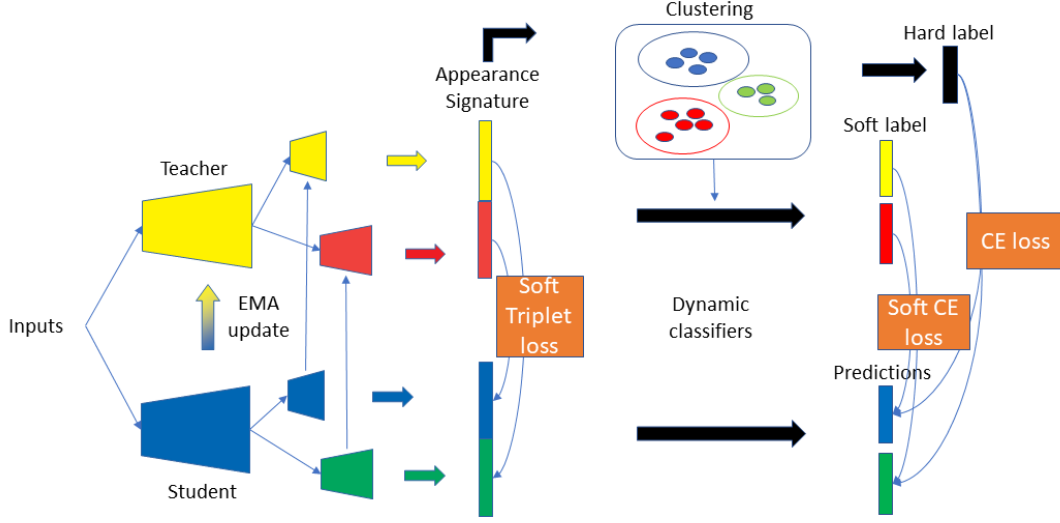 Clustering
Hard label
Appearance
Signature
Soft label
Teacher
CE loss
EMA
update
Inputs
Soft
Triplet
loss
Dynamic
classifiers
Soft CE
loss
Predictions
Student